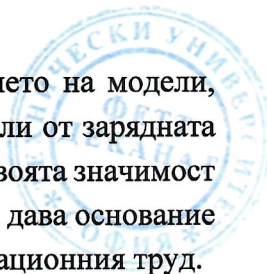 нето на модели,
ли от зарядната
воята значимост
дава основание
ационния труд.